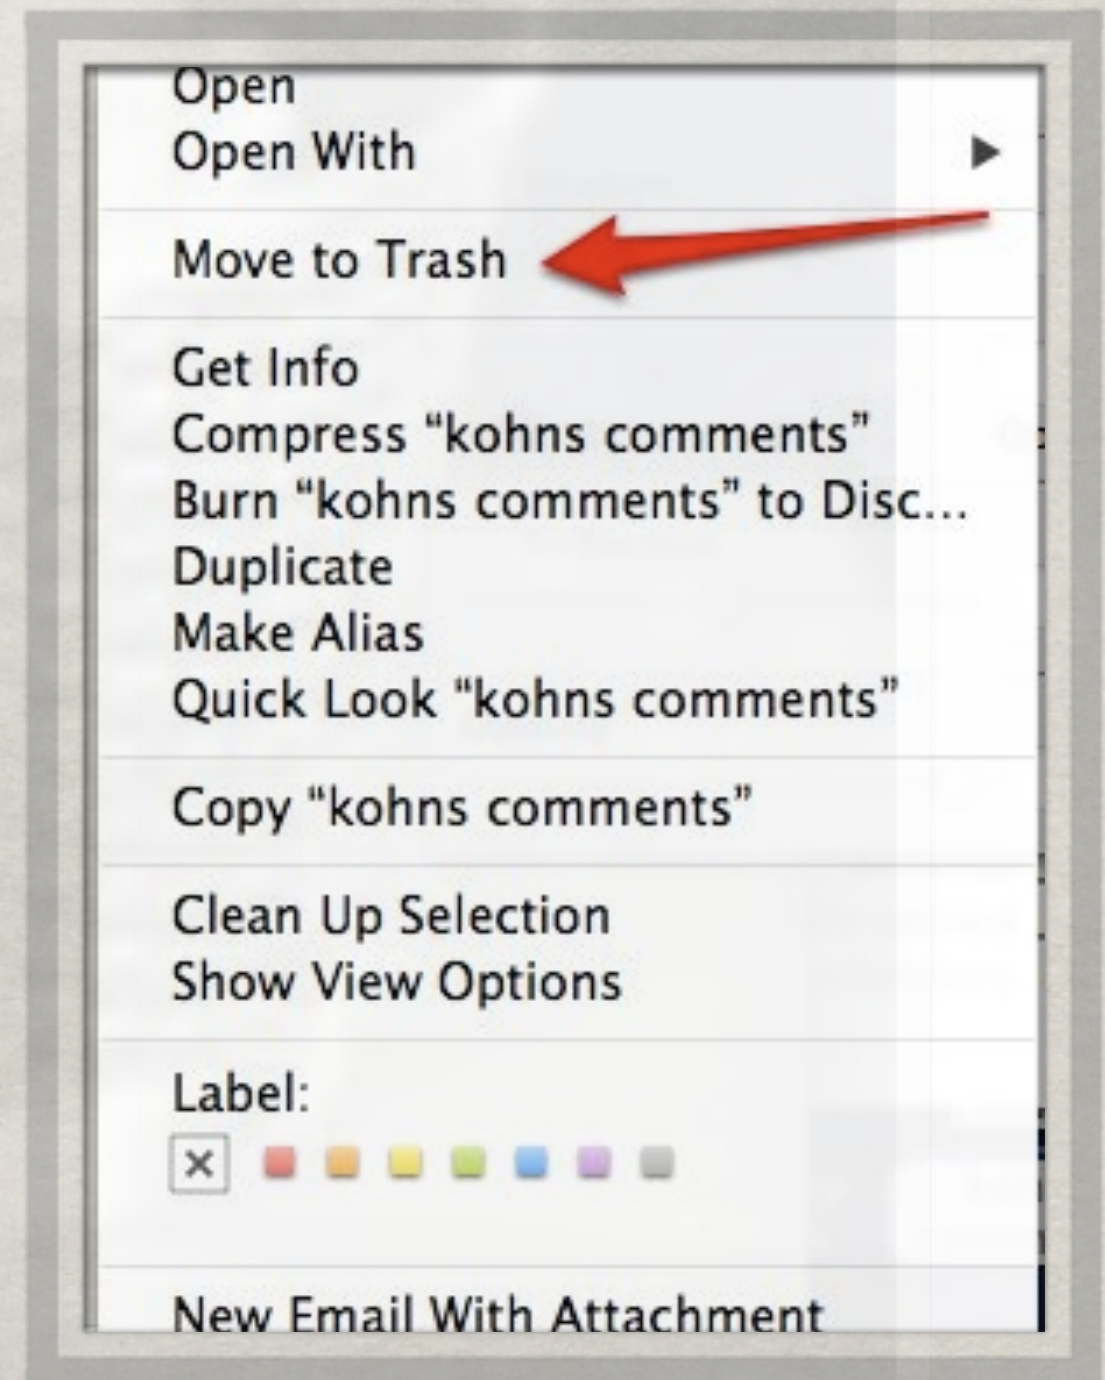 Open
Open With
Move to Trash
Get Info
Compress “kohns comments”
Burn “kohns comments” to Disc...
Duplicate
Make Alias
Quick Look “kohns comments”
Copy “kohns comments”
Clean Up Selection
Show View Options
Label:
New Email With Attachment